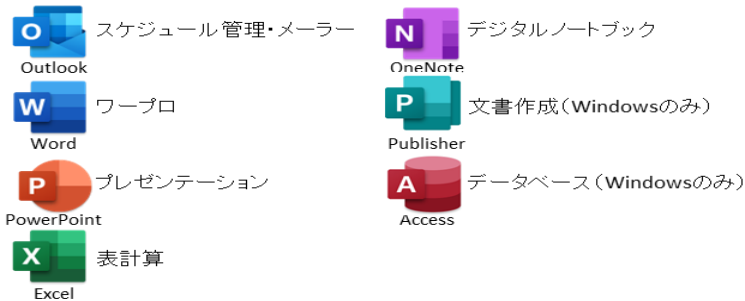 O
スケジュール管理・メーラー
Outlook
N
デジタルノートブック
OneNote
W
ワープロ
Word
P
文書作成（Windowsのみ）
Publisher
P
プレゼンテーション
PowerPoint
A
データベース（Windowsのみ）
Access
X
表計算
Excel